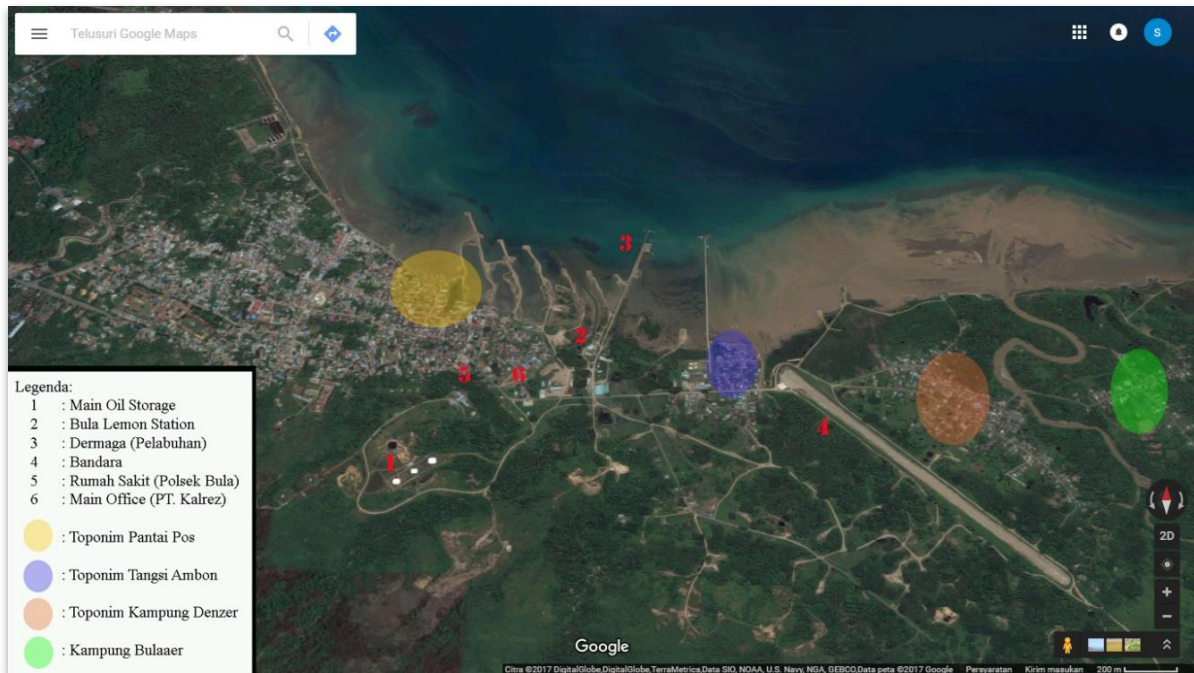 Telusuri Google Maps
S
3
2
5
6
4
1
Legenda:
1 : Main Oil Storage
2 : Bula Lemon Station
3 : Dermaga (Pelabuhan)
4 : Bandara
5 : Rumah Sakit (Polsek Bula)
6 : Main Office (PT. Kalrez)
: Toponim Pantai Pos
: Toponim Tangsi Ambon
: Toponim Kampung Denzer
: Kampung Bulaaer
2D
Google
Citra ©2017 DigitalGlobe,DigitalGlobe,TerraMetrics,Data SIO, NOAA, U.S. Navy, NGA, GEBCO,Data peta ©2017 Google Persyaratan Kirim masukan 200 m